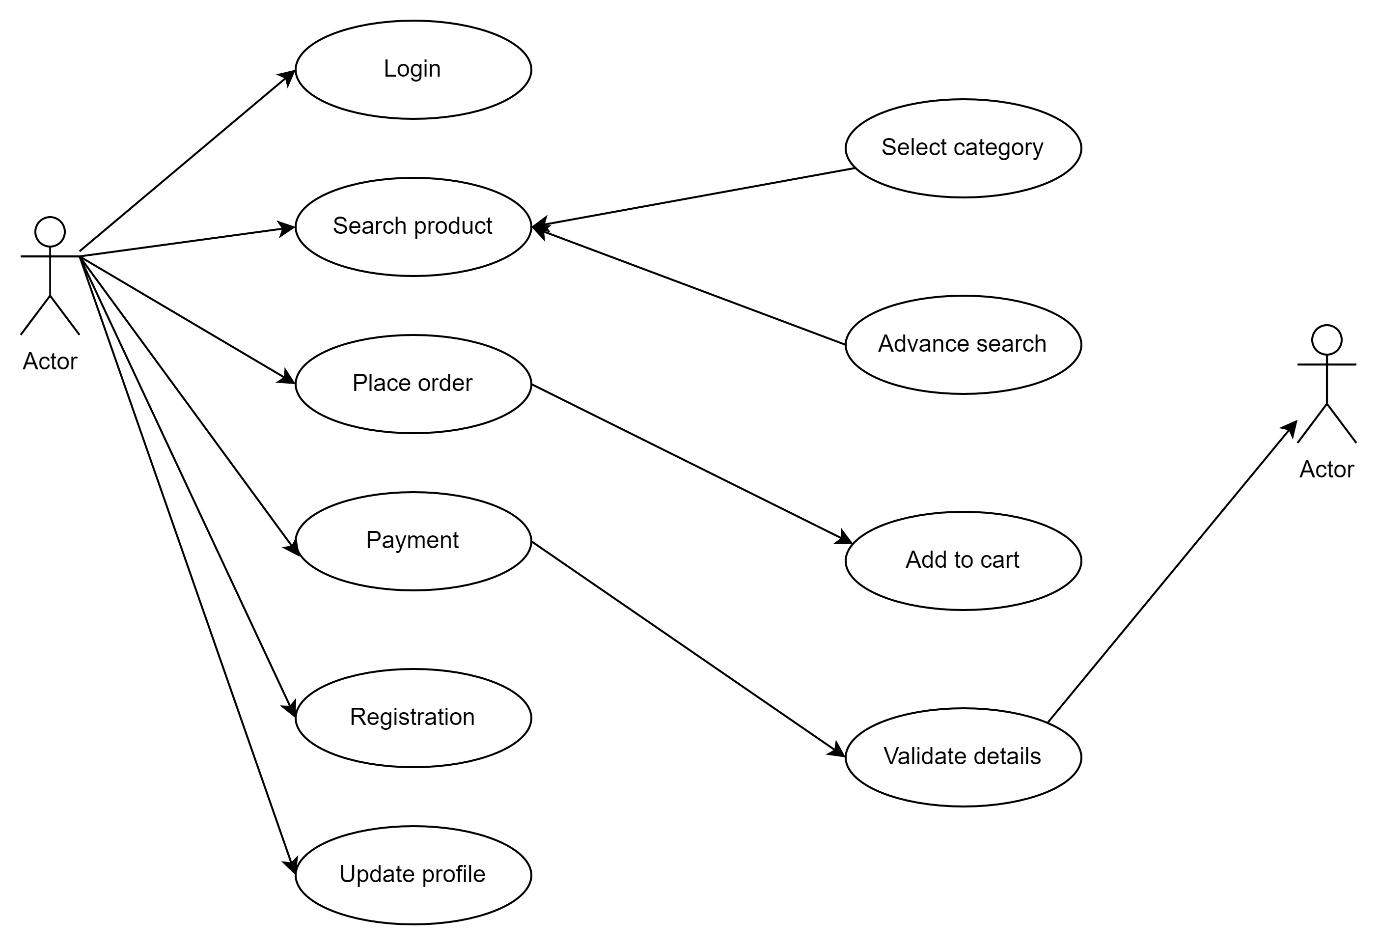 Login
Select category
Search product
Advance search
Actor
Place order
Actor
Payment
Add to cart
Registration
Validate details
Update profile